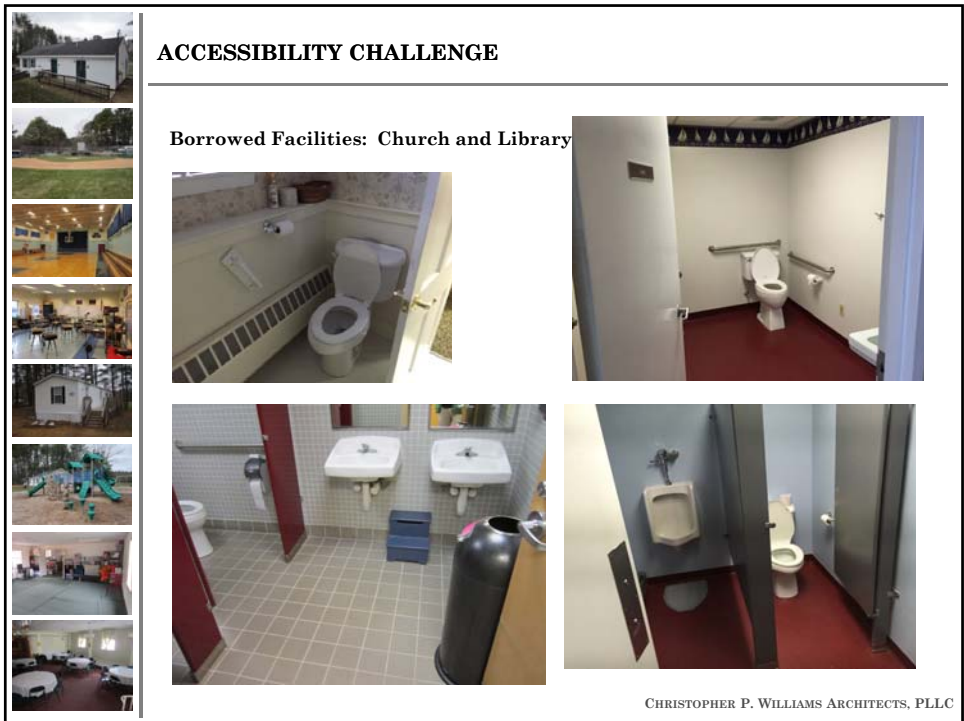 ACCESSIBILITY CHALLENGE
Borrowed Facilities: Church and Library
CHRISTOPHER P. WILLIAMS ARCHITECTS, PLLC